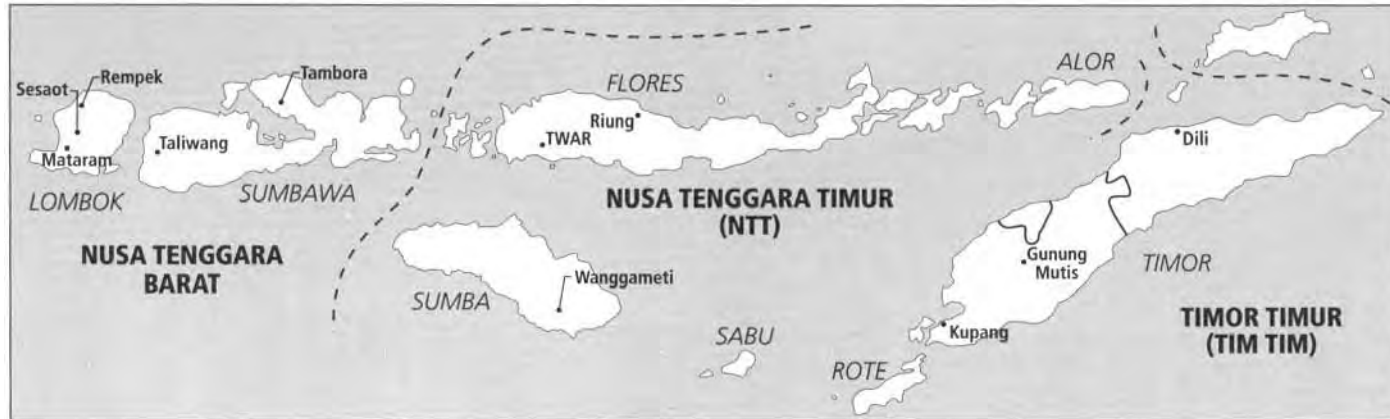 Rempek
Sesaot
Mataram
LOMBOK
Taliwang
Tambora
SUMBAWA
NUSA TENGGARA
BARAT
FLORES
Riung
TWAR
ALOR
NUSA TENGGARA TIMUR
(NTT)
SUMBA
Wanggameti
SABU
ROTE
Kupang
Gunung
Mutis
Dili
TIMOR
TIMOR TIMUR
(TIM TIM)